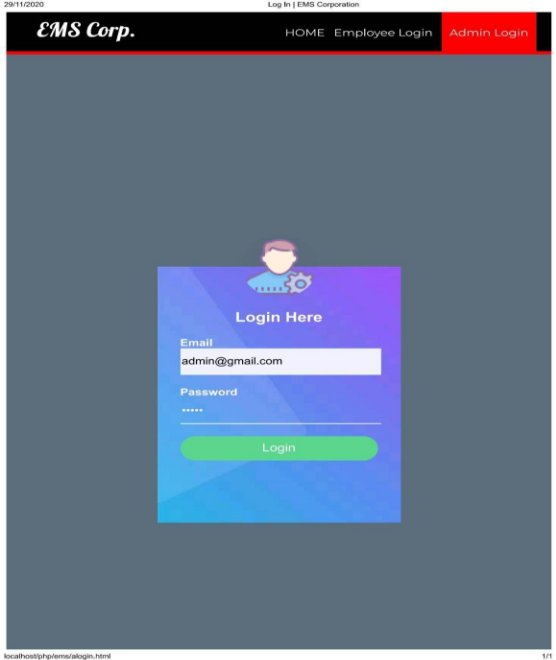 29/11/2020 Log In | EMS Corporation
EMS Corp. HOME Employee Login Admin Login
Login Here
Email
admin@gmail.com
Password
•••••
Login
localhost/php/ems/alogin.html 1/1